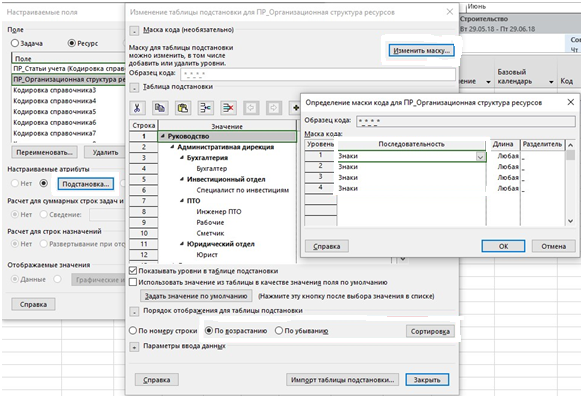 Настраиваемые поля
Поле
Задача
Ресурс
Поле
ПР_Статьи учета (Кодировка справо
ПР_Организационная структура р
Кодировка справочника3
Кодировка справочника4
Кодировка справочника5
Кодировка справочника6
Кодировка справочника7
Переименовать...
Удалить
Настраиваемые атрибуты
Нет
Подстановка...
Расчет для суммарных строк задач и
Нет
Сведение:
Расчет для строк назначений
Нет
Развертывание при отсу
Отображаемые значения
Данные
Графические и
Справка
Изменение таблицы подстановки для ПР_Организационная структура ресурсов
Маска кода (необязательно)
Маску для таблицы подстановки
можно изменить, в том числе
добавить или удалить уровни.
Изменить маску...
Образец кода:
*_*_*_*
Таблица подстановки
Строка
Значение
1 Руководство
2 Административная дирекция
3 Бухгалтерия
4 Бухгалтер
5 Инвестиционный отдел
6 Специалист по инвестициям
7 ПТО
8 Инженер ПТО
9 Рабочие
10 Сметчик
11 Юридический отдел
12 Юрист
Показывать уровни в таблице подстановки
Использовать значение из таблицы в качестве значения поля по умолчанию
Задать значение по умолчанию
(Нажмите эту кнопку после выбора значения в списке)
Порядок отображения для таблицы подстановки
По номеру строки
По возрастанию
По убыванию
Сортировка
Параметры ввода данных
Справка
Импорт таблицы подстановки...
Закрыть
Июнь
Строительство
Вт 29.05.18 - Пт 29.06.18
Чт
Базовый
календарь
Код
Определение маски кода для ПР_Организационная структура ресурсов
Образец кода:
*_*_*_*
Маска кода:
Уровень
Последовательность
Длина
Разделитель
1 Знаки Любая _
2 Знаки Любая _
3 Знаки Любая _
4 Знаки Любая _
Справка
ОК
Отмена